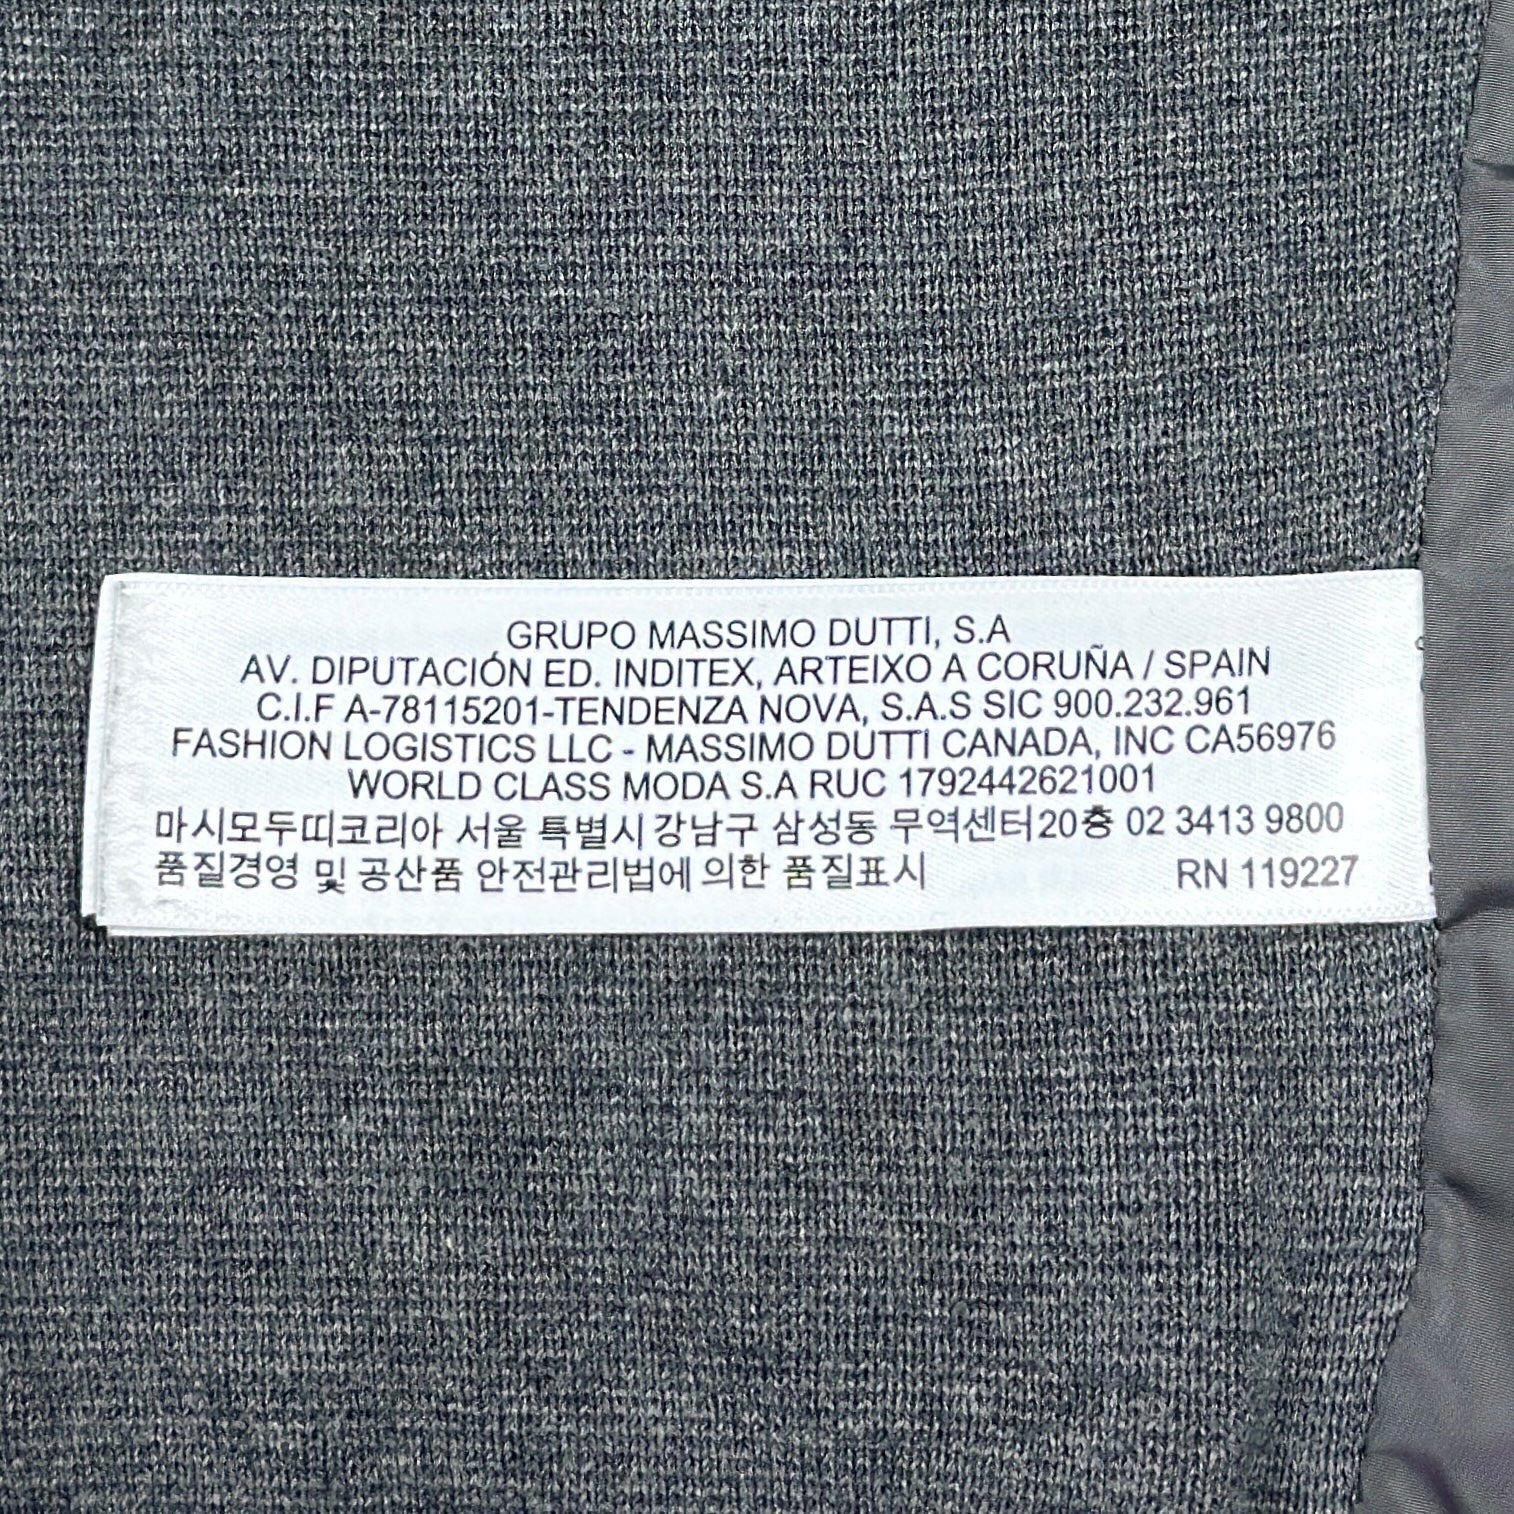 GRUPO MASSIMO DUTTI, S.A
AV. DIPUTACIÓN ED. INDITEX, ARTEIXO A CORUÑA / SPAIN
C.I.F A-78115201-TENDENZA NOVA, S.A.S SIC 900.232.961
FASHION LOGISTICS LLC - MASSIMO DUTTI CANADA, INC CA56976
WORLD CLASS MODA S.A RUC 1792442621001
마시모두띠코리아 서울 특별시 강남구 삼성동 무역센터20층 02 3413 9800
품질경영 및 공산품 안전관리법에 의한 품질표시 RN 119227